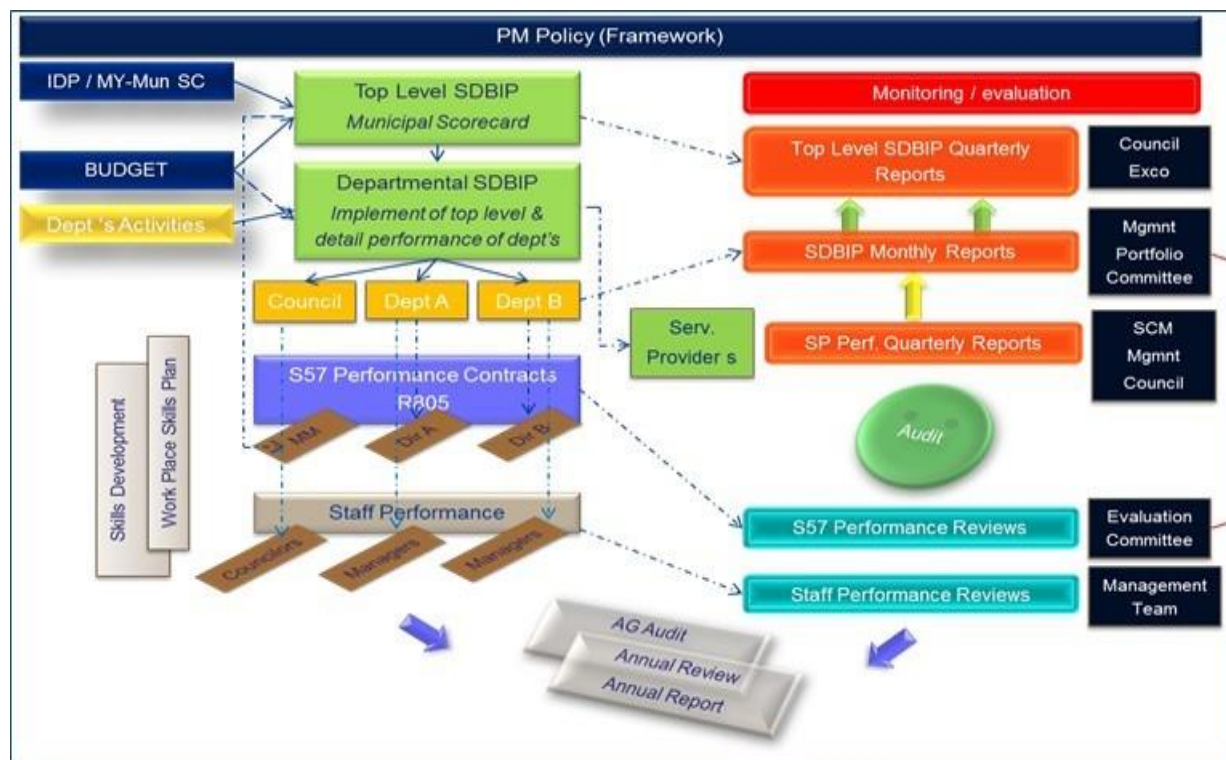 PM Policy (Framework)
IDP / MY-Mun SC
BUDGET
Dept 's Activities
Top Level SDBIP
Municipal Scorecard
Departmental SDBIP
Implement of top level &
detail performance of dept's
Council
Dept A
Dept B
Serv.
Provider s
S57 Performance Contracts
R805
MM
Dir A
Dir B
Staff Performance
Councilors
Managers
Managers
Skills Development
Work Place Skills Plan
Monitoring / evaluation
Top Level SDBIP Quarterly
Reports
Council
Exco
SDBIP Monthly Reports
Mgmnt
Portfolio
Committee
SP Perf. Quarterly Reports
SCM
Mgmnt
Council
Audit
S57 Performance Reviews
Evaluation
Committee
Staff Performance Reviews
Management
Team
AG Audit
Annual Review
Annual Report